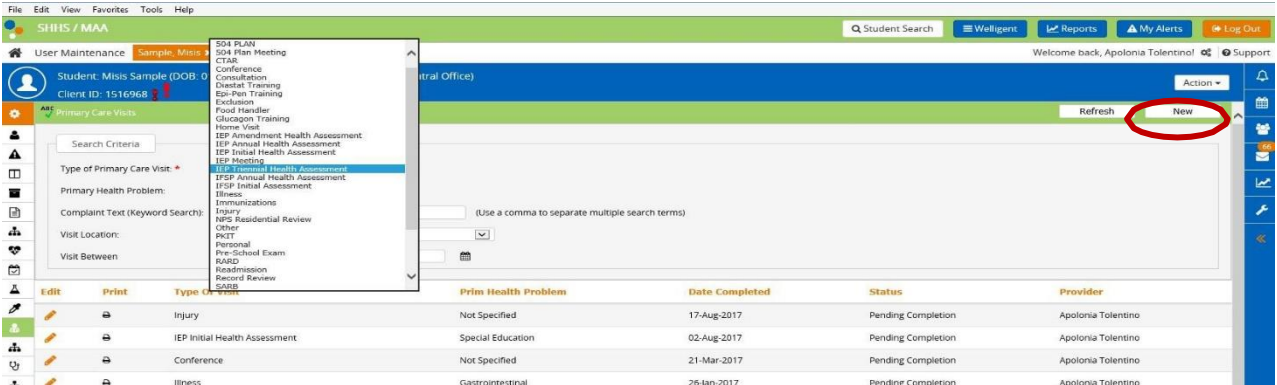 File Edit View Favorites Tools Help
SHHS / MAA
Student Search
Welligent
Reports
My Alerts
Log Out
User Maintenance
Sample, Misis
Welcome back, Apolonia Tolentino!
Support
Student: Misis Sample (DOB: 0
ntral Office)
Client ID: 1516968
Action
ABC Primary Care Visits
Refresh
New
66
Search Criteria
Type of Primary Care Visit: *
Primary Health Problem:
Complaint Text (Keyword Search):
(Use a comma to separate multiple search terms)
Visit Location:
Visit Between
504 PLAN
504 Plan Meeting
CTAR
Conference
Consultation
Diastat Training
Epi-Pen Training
Exclusion
Food Handler
Glucagon Training
Home Visit
IEP Amendment Health Assessment
IEP Annual Health Assessment
IEP Initial Health Assessment
IEP Meeting
IEP Triennial Health Assessment
IFSP Annual Health Assessment
IFSP Initial Assessment
Illness
Immunizations
Injury
NPS Residential Review
Other
PKIT
Personal
Pre-School Exam
RARD
Readmission
Record Review
SARB
Edit Print Type Of Visit Prim Health Problem Date Completed Status Provider
Injury Not Specified 17-Aug-2017 Pending Completion Apolonia Tolentino
IEP Initial Health Assessment Special Education 02-Aug-2017 Pending Completion Apolonia Tolentino
Conference Not Specified 21-Mar-2017 Pending Completion Apolonia Tolentino
Illness Gastrointestinal 26-Jan-2017 Pending Completion Apolonia Tolentino